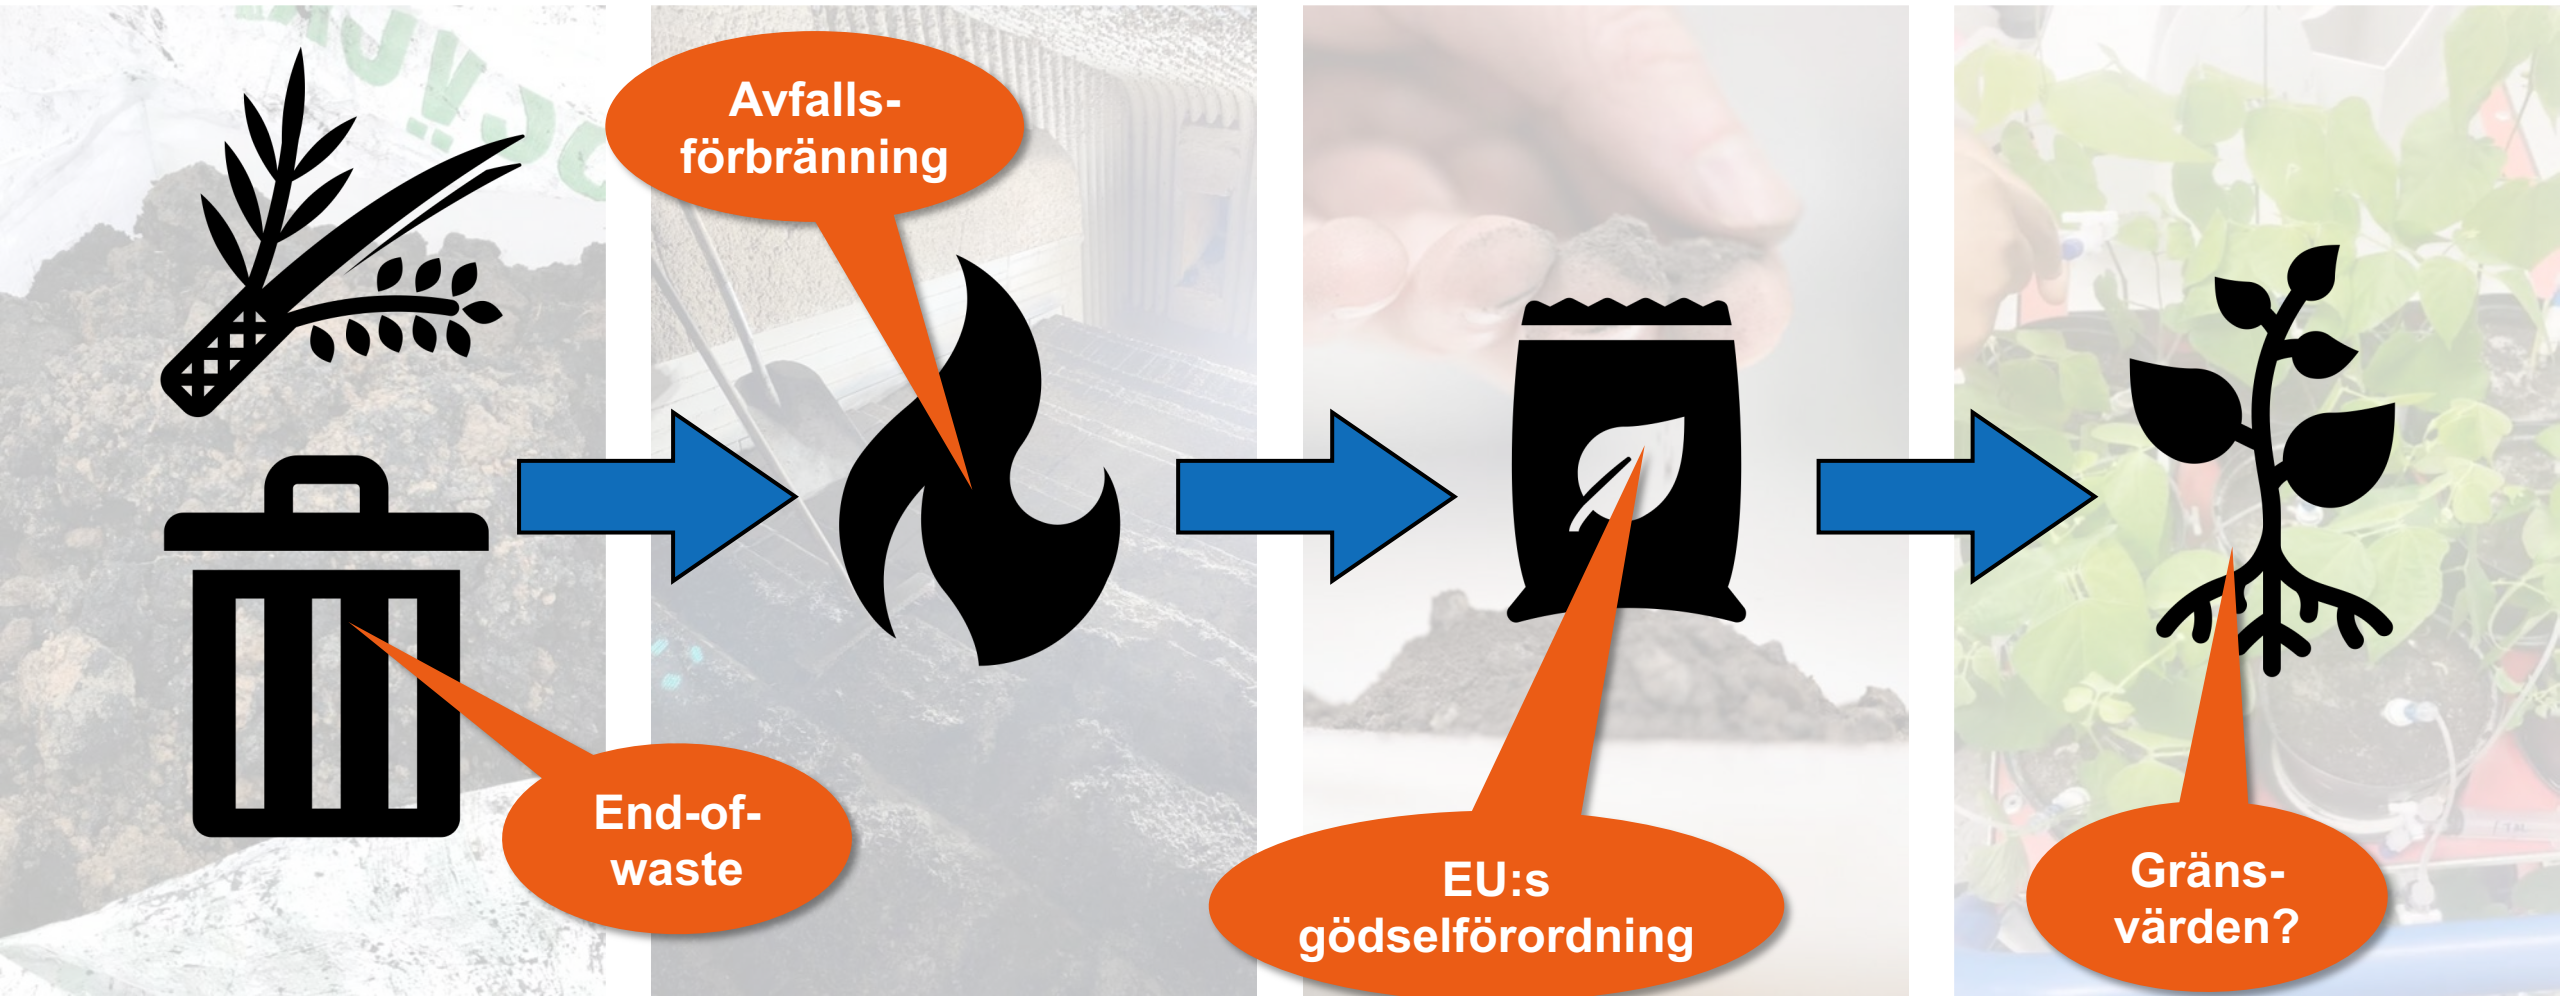 Avfalls-
förbränning
End-of-
waste
EU:s
gödselförordning
Gräns-
värden?